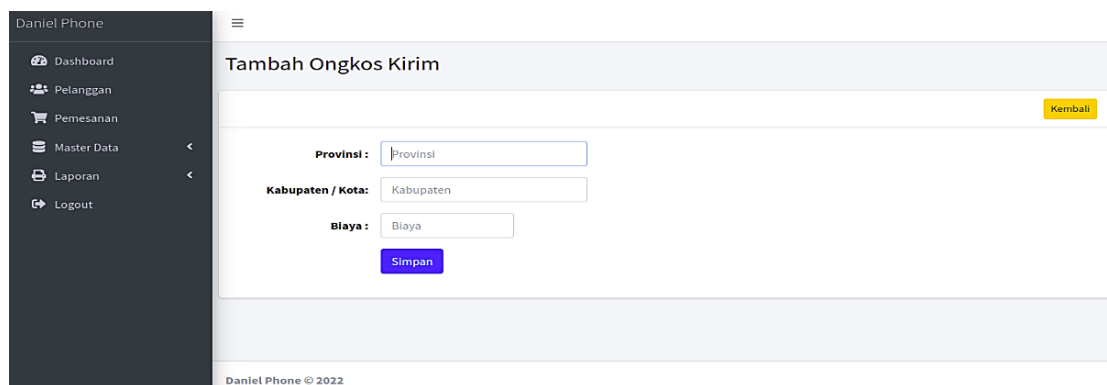 Daniel Phone
Dashboard
Pelanggan
Pemesanan
Master Data
Laporan
Logout
Tambah Ongkos Kirim
Kembali
Provinsi : Provinsi
Kabupaten / Kota: Kabupaten
Biaya : Biaya
Simpan
Daniel Phone © 2022